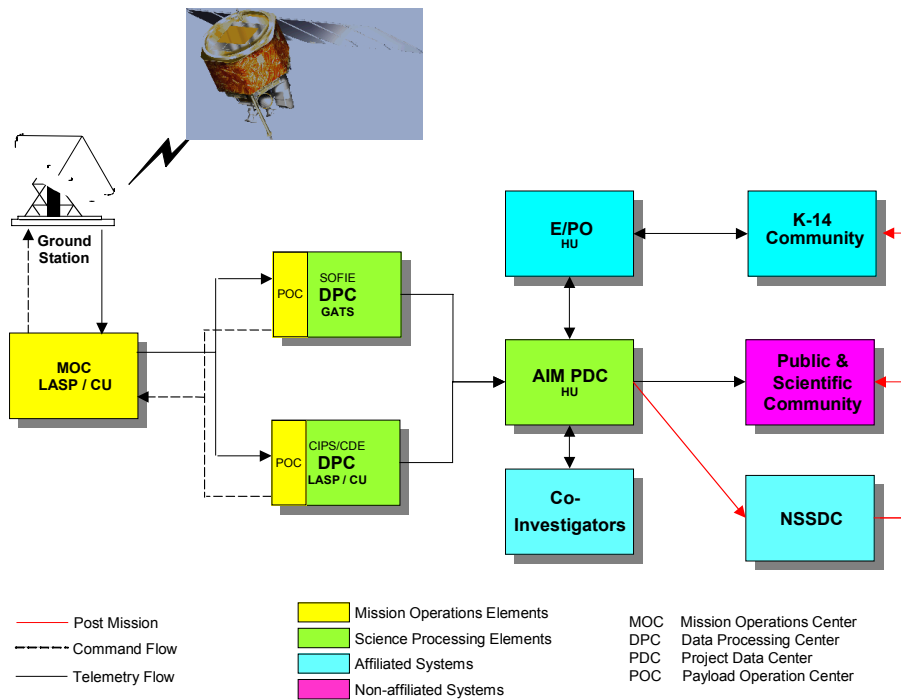 Ground
Station
MOC
LASP / CU
POC
SOFIE
DPC
GATS
POC
CIPS/CDE
DPC
LASP / CU
E/PO
HU
K-14
Community
AIM PDC
HU
Public &
Scientific
Community
Co-
Investigators
NSSDC
Post Mission
Command Flow
Telemetry Flow
Mission Operations Elements
Science Processing Elements
Affiliated Systems
Non-affiliated Systems
MOC Mission Operations Center
DPC Data Processing Center
PDC Project Data Center
POC Payload Operation Center